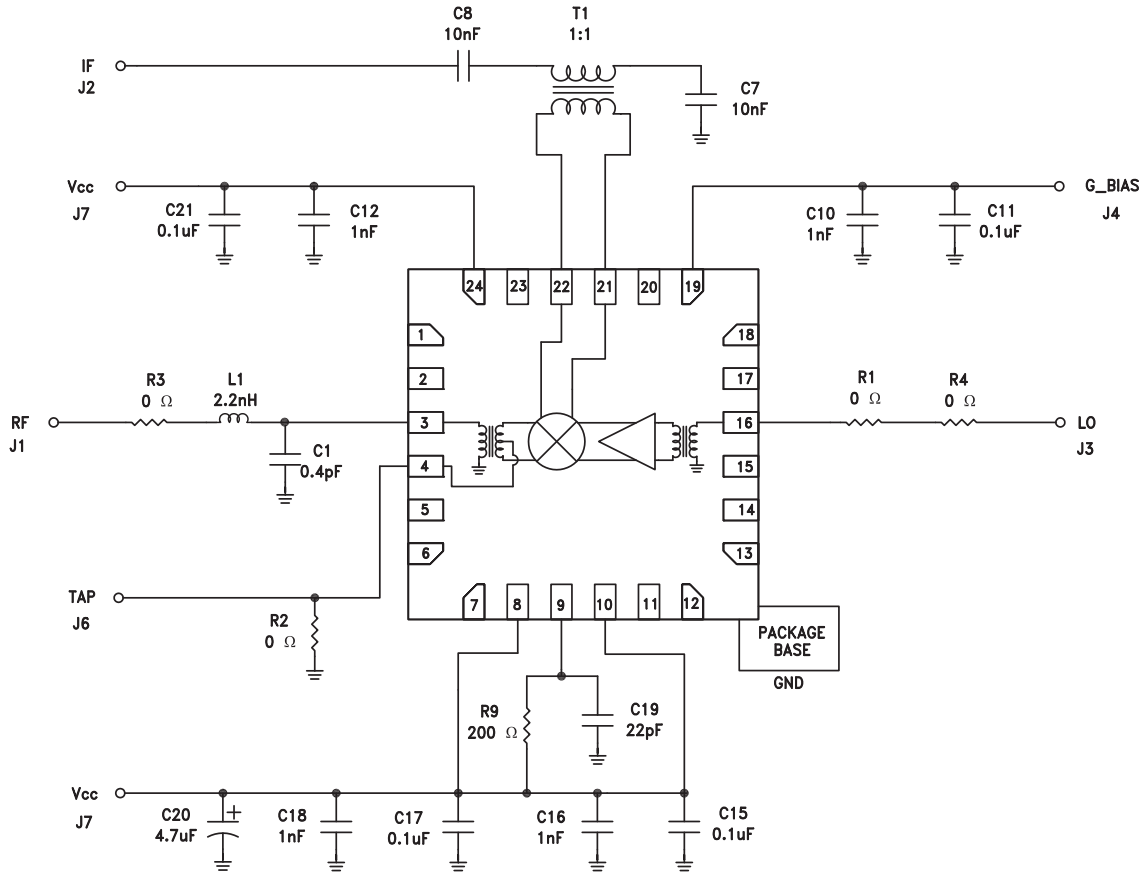 C8
10nF
T1
1:1
IF
J2
C7
10nF
Vcc
J7
C21
0.1uF
C12
1nF
C10
1nF
C11
0.1uF
G_BIAS
J4
24
23
22
21
20
19
1
2
3
4
5
6
18
17
16
15
14
13
7
8
9
10
11
12
RF
J1
R3
0 Ω
L1
2.2nH
C1
0.4pF
R1
0 Ω
R4
0 Ω
LO
J3
TAP
J6
R2
0 Ω
PACKAGE
BASE
GND
R9
200 Ω
C19
22pF
Vcc
J7
C20
4.7uF
+
C18
1nF
C17
0.1uF
C16
1nF
C15
0.1uF